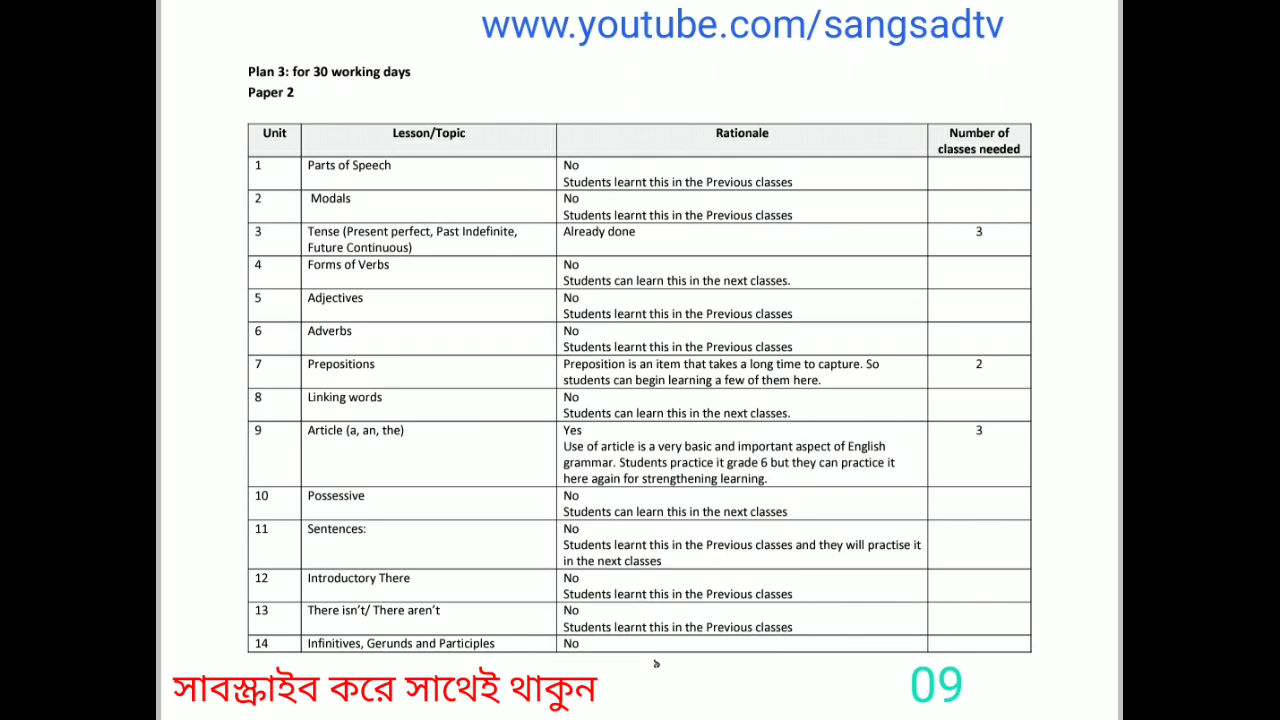 www.youtube.com/sangsadtv
Plan 3: for 30 working days
Paper 2
Unit Lesson/Topic Rationale Number of
classes needed
1 Parts of Speech No
Students learnt this in the Previous classes
2 Modals No
Students learnt this in the Previous classes
3 Tense (Present perfect, Past Indefinite, Already done 3
Future Continuous)
4 Forms of Verbs No
Students can learn this in the next classes.
5 Adjectives No
Students learnt this in the Previous classes
6 Adverbs No
Students learnt this in the Previous classes
7 Prepositions Preposition is an item that takes a long time to capture. So 2
students can begin learning a few of them here.
8 Linking words No
Students can learn this in the next classes.
9 Article (a, an, the) Yes 3
Use of article is a very basic and important aspect of English
grammar. Students practice it grade 6 but they can practice it
here again for strengthening learning.
10 Possessive No
Students can learn this in the next classes
11 Sentences: No
Students learnt this in the Previous classes and they will practise it
in the next classes
12 Introductory There No
Students learnt this in the Previous classes
13 There isn’t/ There aren’t No
Students learnt this in the Previous classes
14 Infinitives, Gerunds and Participles No
৯
সাবস্ক্রাইব করে সাথেই থাকুন 09